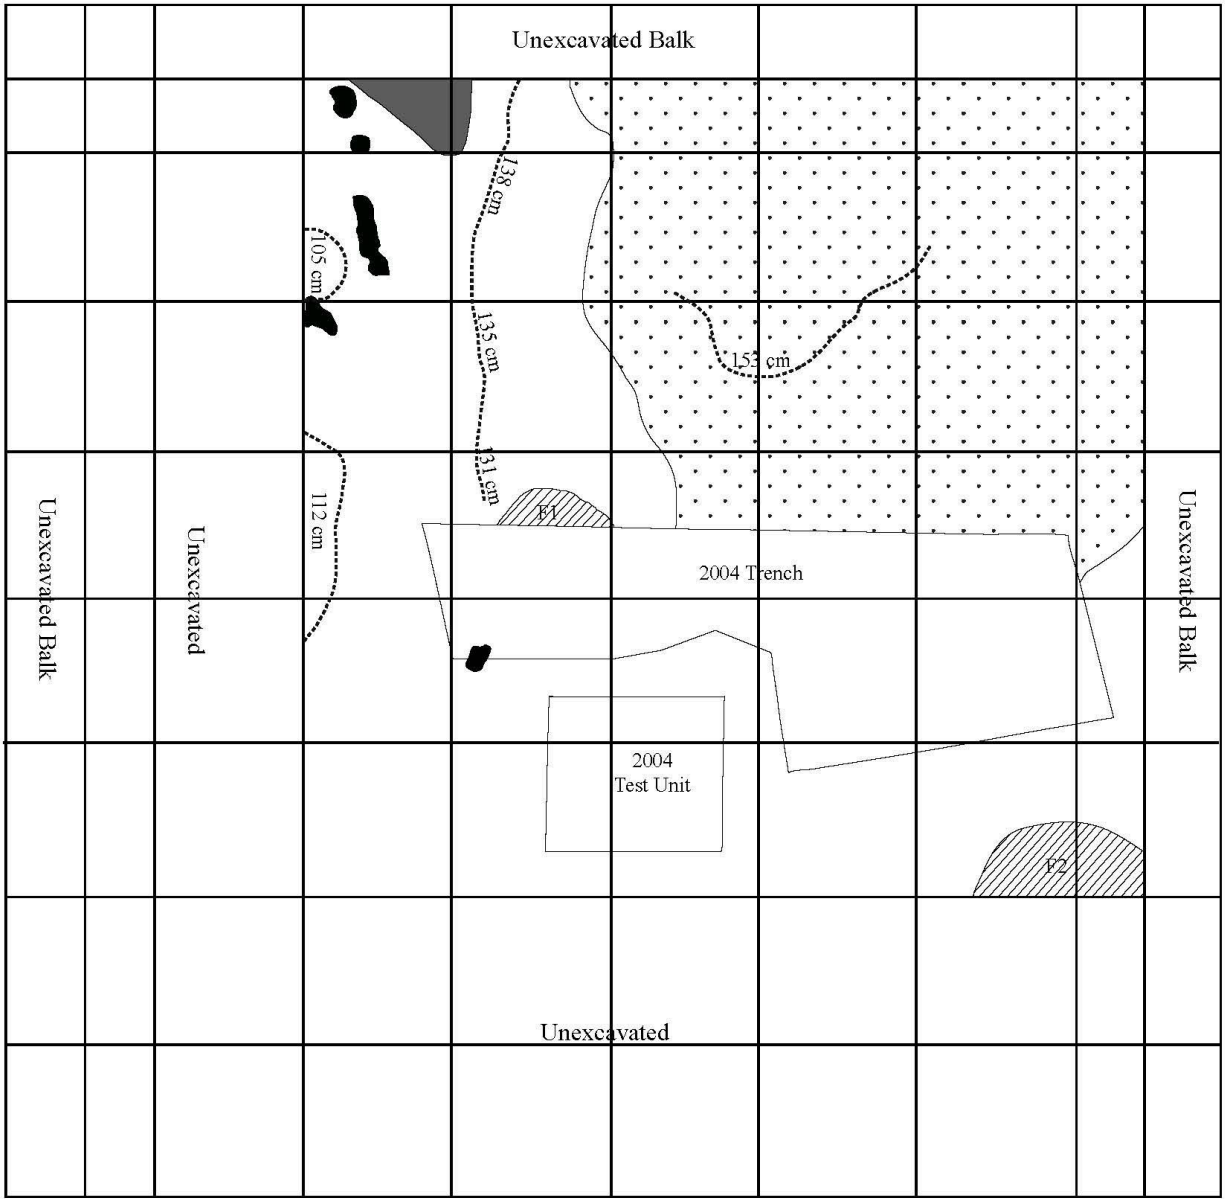 Unexcavated Balk
138 cm
105 cm
135 cm
153 cm
131 cm
112 cm
F1
Unexcavated Balk
Unexcavated
2004 Trench
Unexcavated Balk
2004
Test Unit
F2
Unexcavated